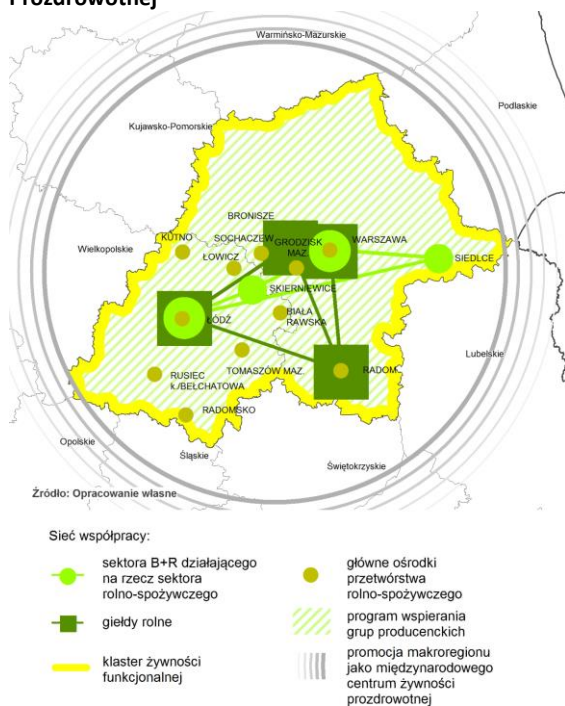 Prozdrowotnej
Warmińsko-Mazurskie
Podlaskie
Kujawsko-Pomorskie
BRONISZE
KUTNO
SOCHACZEW
GRODZISK
MAZ.
WARSZAWA
Wielkopolskie
ŁOWICZ
SIEDLCE
SKIERNIEWICE
ŁÓDŹ
BIAŁA
RAWSKA
Lubelskie
TOMASZÓW MAZ.
RADOM
RUSIEC
k./BEŁCHATOWA
RADOMSKO
Opolskie
Śląskie
Świętokrzyskie
Źródło: Opracowanie własne
Sieć współpracy:
sektora B+R działającego
na rzecz sektora
rolno-spożywczego
giełdy rolne
klaster żywności
funkcjonalnej
główne ośrodki
przetwórstwa
rolno-spożywczego
program wspierania
grup producenckich
promocja makroregionu
jako międzynarodowego
centrum żywności
prozdrowotnej